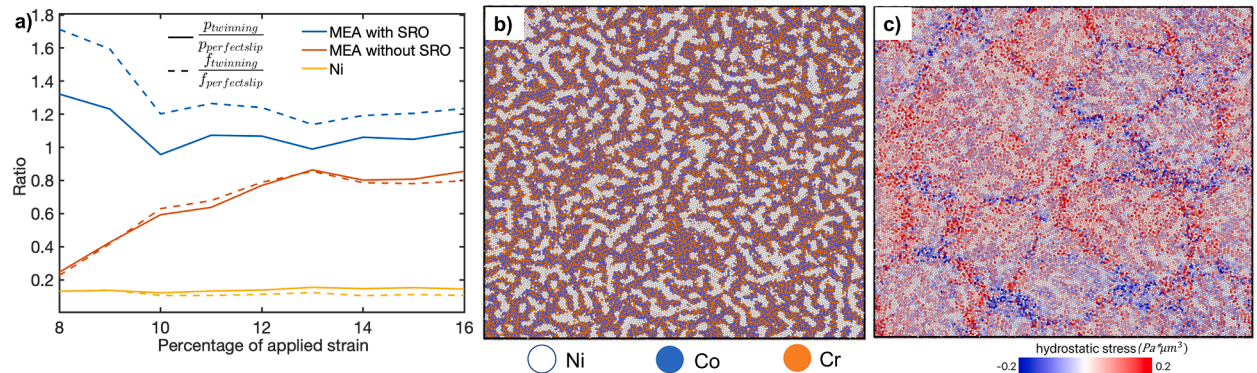 a)
1.8
1.6
1.4
1.2
1
0.8
0.6
0.4
0.2
Ratio
8
10
12
14
16
Percentage of applied strain
p_twinning / p_perfectslip
f_twinning / f_perfectslip
MEA with SRO
MEA without SRO
Ni
b)
Ni
Co
Cr
c)
hydrostatic stress (Pa*μm³)
-0.2
0.2